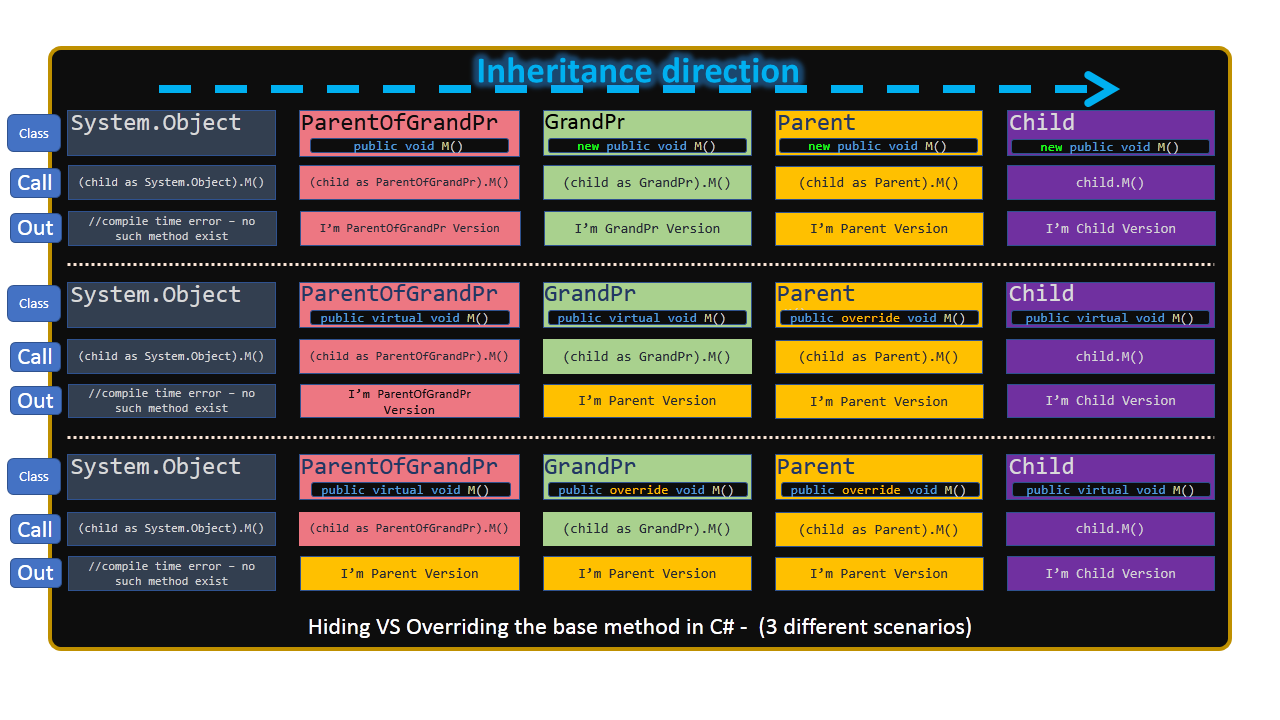 Inheritance direction
Class
System.Object
ParentOfGrandPr
public void M()
GrandPr
new public void M()
Parent
new public void M()
Child
new public void M()
Call
(child as System.Object).M()
(child as ParentOfGrandPr).M()
(child as GrandPr).M()
(child as Parent).M()
child.M()
Out
//compile time error – no
such method exist
I’m ParentOfGrandPr Version
I’m GrandPr Version
I’m Parent Version
I’m Child Version
Class
System.Object
ParentOfGrandPr
public virtual void M()
GrandPr
public virtual void M()
Parent
public override void M()
Child
public virtual void M()
Call
(child as System.Object).M()
(child as ParentOfGrandPr).M()
(child as GrandPr).M()
(child as Parent).M()
child.M()
Out
//compile time error – no
such method exist
I’m ParentOfGrandPr
Version
I’m Parent Version
I’m Parent Version
I’m Child Version
Class
System.Object
ParentOfGrandPr
public virtual void M()
GrandPr
public override void M()
Parent
public override void M()
Child
public virtual void M()
Call
(child as System.Object).M()
(child as ParentOfGrandPr).M()
(child as GrandPr).M()
(child as Parent).M()
child.M()
Out
//compile time error – no
such method exist
I’m Parent Version
I’m Parent Version
I’m Parent Version
I’m Child Version
Hiding VS Overriding the base method in C# - (3 different scenarios)